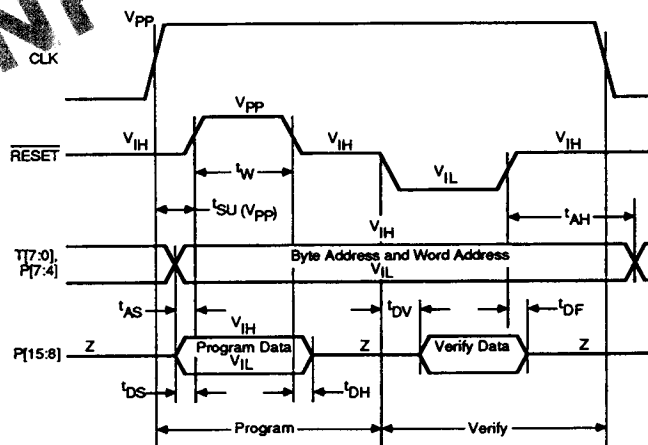 VPP
CLK
VPP
RESET VIH VIH VIL VIH
tW
tSU (VPP)
tAH
VIH
T[7:0],
P[7:4]
Byte Address and Word Address
VIL
tAS tDV tDF
VIH
P[15:8] Z Program Data Z Verify Data Z
VIL
tDS tDH
Program Verify